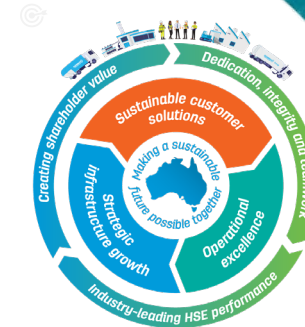 Creating shareholder value
Dedication, integrity and teamwork
Industry-leading HSE performance
Sustainable customer
solutions
Strategic
infrastructure growth
Operational
excellence
Making a sustainable
future possible together